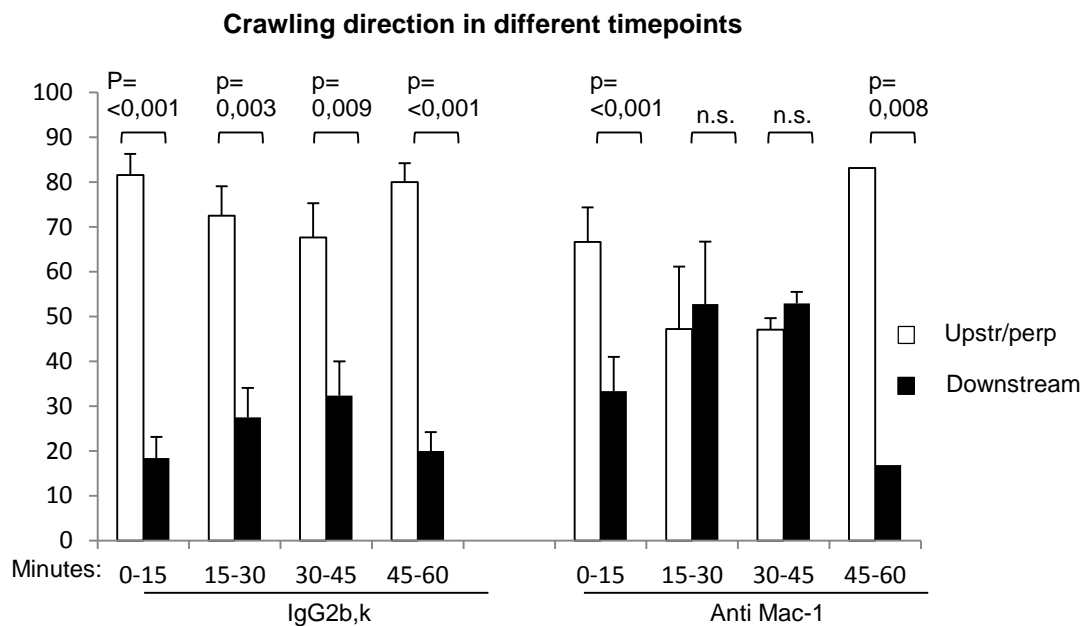 Crawling direction in different timepoints
P= p= p= p= p= p=
<0,001 0,003 0,009 <0,001 <0,001 n.s. n.s. 0,008
100
90
80
70
60
50
40
30
20
10
0
Upstr/perp
Downstream
Minutes: 0-15 15-30 30-45 45-60 0-15 15-30 30-45 45-60
IgG2b,k Anti Mac-1